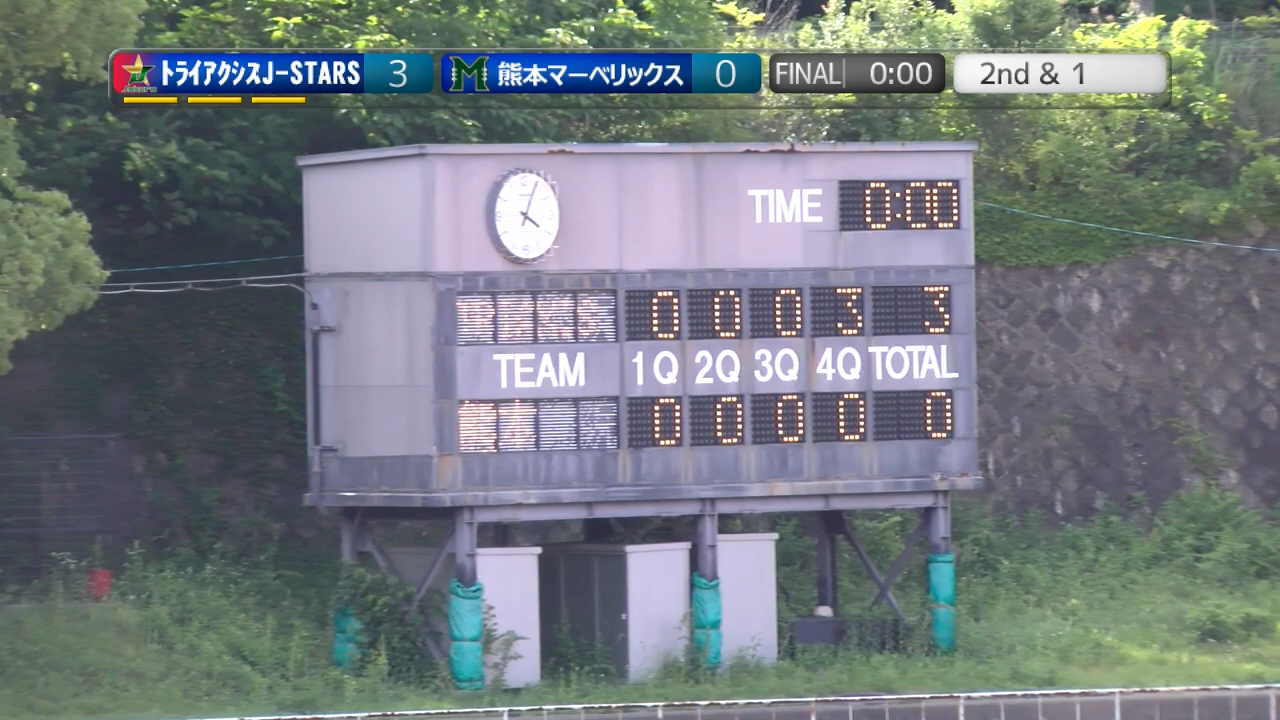 トライアクシスJ-STARS 3 M 熊本マーベリックス 0 FINAL 0:00 2nd & 1
TIME 0:00
0 0 0 3 3
TEAM 1Q 2Q 3Q 4Q TOTAL
0 0 0 0 0